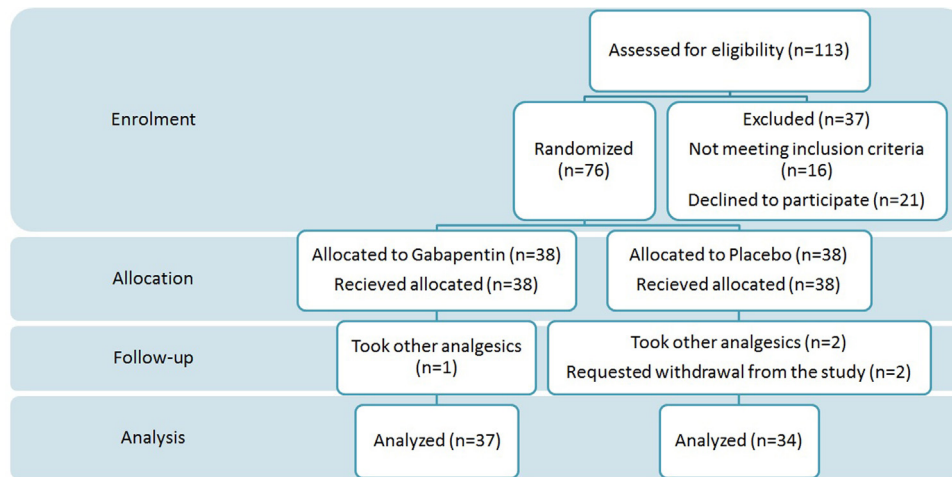 Assessed for eligibility (n=113)
Enrolment
Randomized
(n=76)
Excluded (n=37)
Not meeting inclusion criteria
(n=16)
Declined to participate (n=21)
Allocation
Allocated to Gabapentin (n=38)
Recieved allocated (n=38)
Allocated to Placebo (n=38)
Recieved allocated (n=38)
Follow-up
Took other analgesics
(n=1)
Took other analgesics (n=2)
Requested withdrawal from the study (n=2)
Analysis
Analyzed (n=37)
Analyzed (n=34)